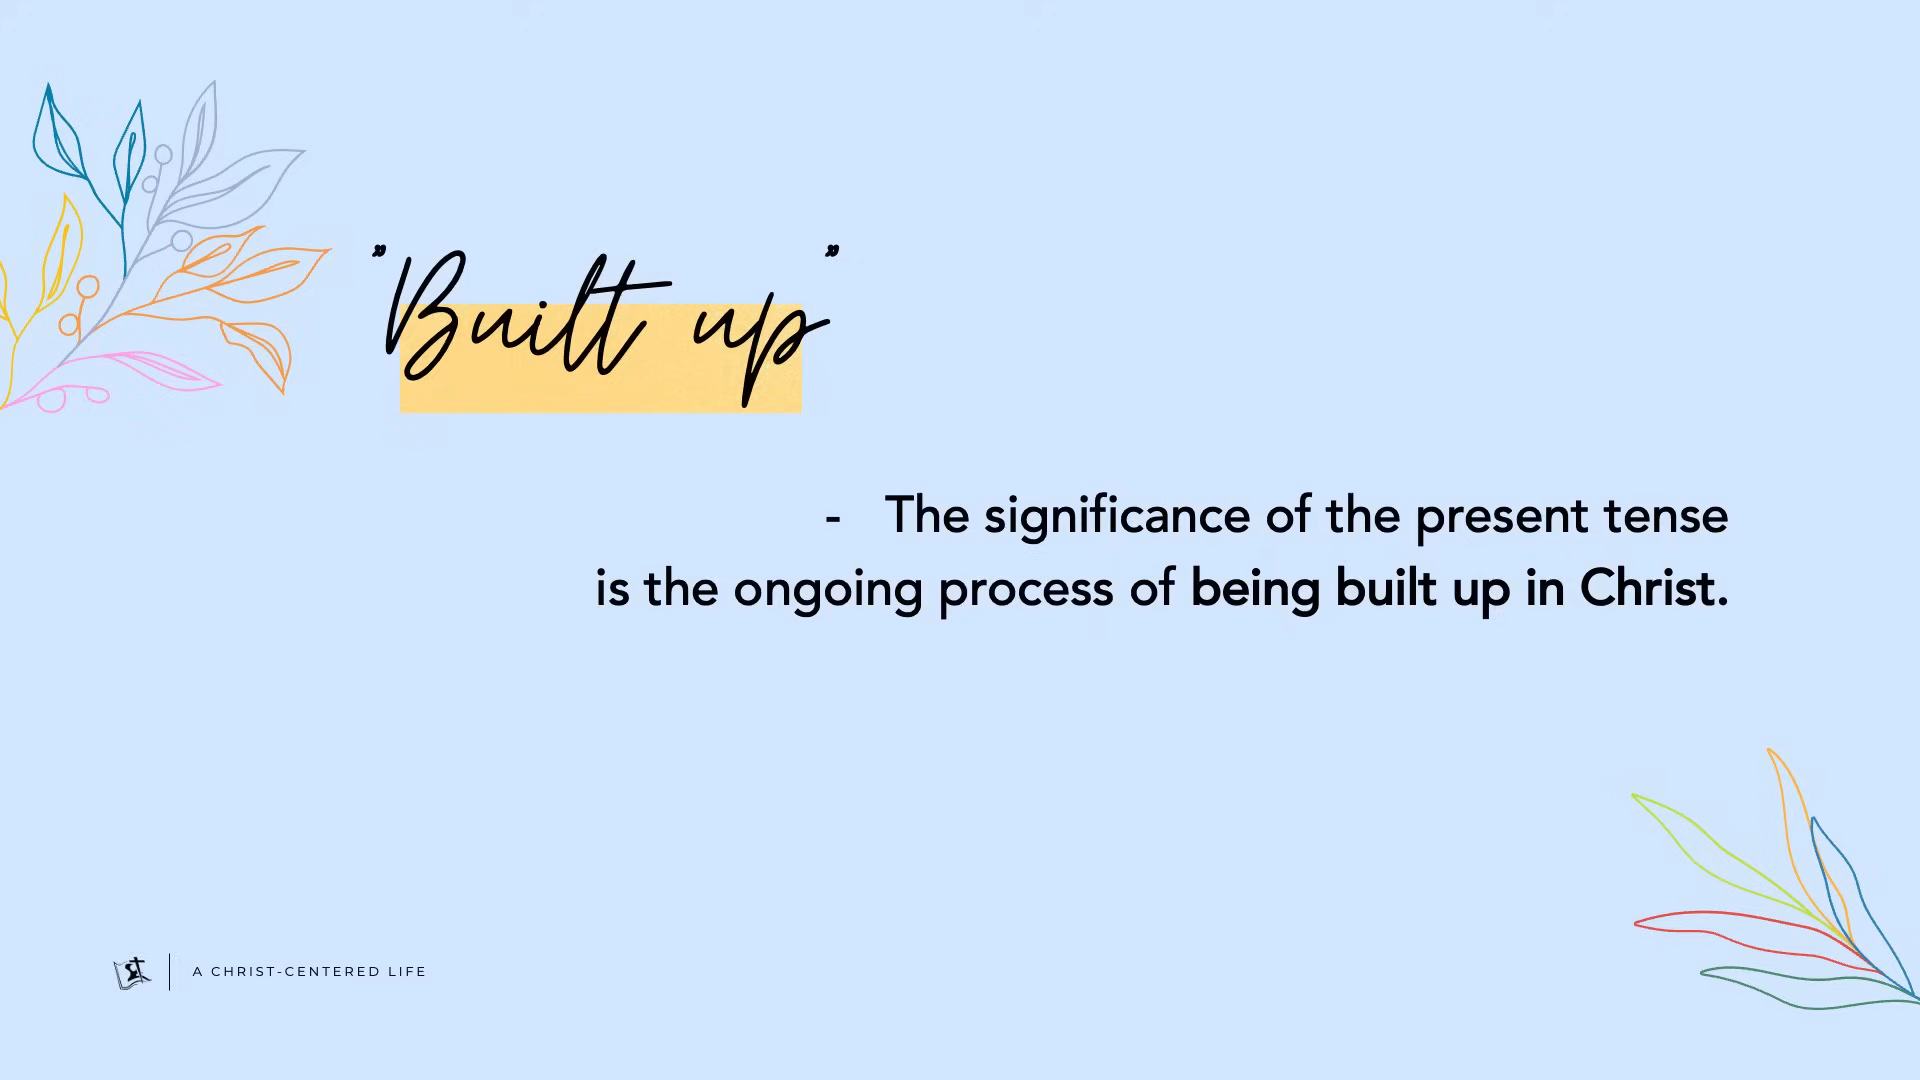 ”Built up”
- The significance of the present tense
is the ongoing process of being built up in Christ.
A CHRIST-CENTERED LIFE